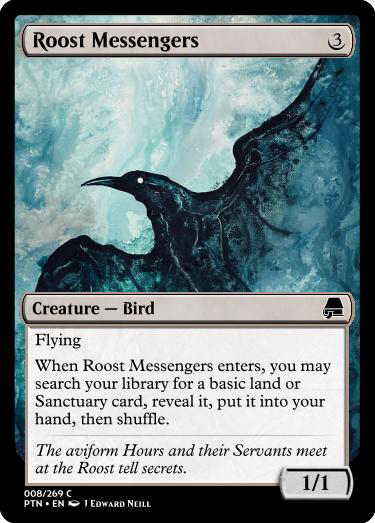 Roost Messengers 3
Creature — Bird
Flying
When Roost Messengers enters, you may
search your library for a basic land or
Sanctuary card, reveal it, put it into your
hand, then shuffle.
The aviform Hours and their Servants meet
at the Roost tell secrets.
1/1
008/269 C
PTN • EN J Edward Neill